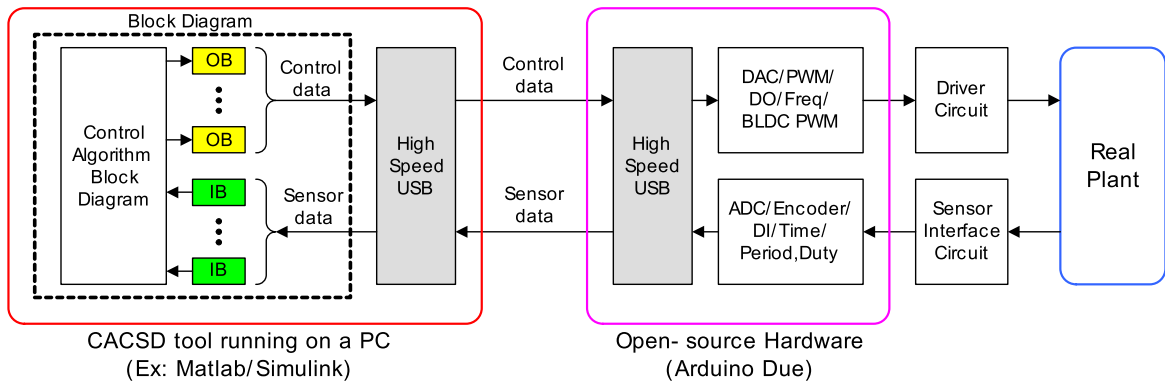 Block Diagram
OB
OB
IB
IB
Control
Algorithm
Block
Diagram
Control
data
Sensor
data
High
Speed
USB
Control
data
Sensor
data
High
Speed
USB
DAC/PWM/
DO/Freq/
BLDC PWM
ADC/Encoder/
DI/Time/
Period,Duty
Driver
Circuit
Sensor
Interface
Circuit
Real
Plant
CACSD tool running on a PC
(Ex: Matlab/Simulink)
Open- source Hardware
(Arduino Due)